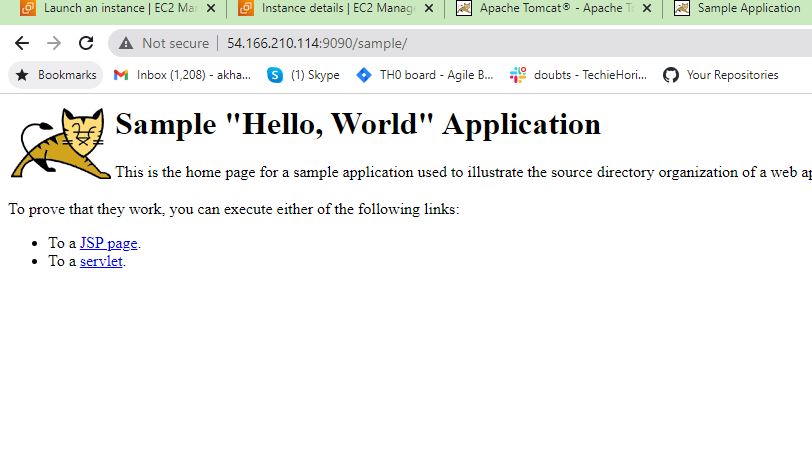 Launch an instance | EC2 Man
Instance details | EC2 Manage
Apache Tomcat® - Apache T
Sample Application
Not secure | 54.166.210.114:9090/sample/
Bookmarks
Inbox (1,208) - akha...
(1) Skype
TH0 board - Agile B...
doubts - TechieHori...
Your Repositories
Sample "Hello, World" Application
This is the home page for a sample application used to illustrate the source directory organization of a web ap
To prove that they work, you can execute either of the following links:
To a JSP page.
To a servlet.